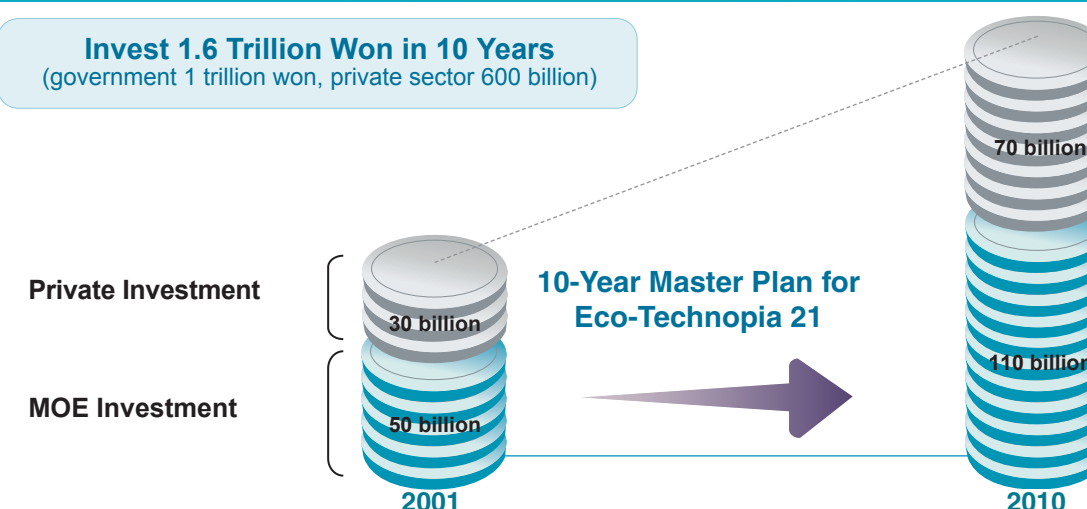 Invest 1.6 Trillion Won in 10 Years
(government 1 trillion won, private sector 600 billion)
70 billion
Private Investment
30 billion
10-Year Master Plan for
Eco-Technopia 21
110 billion
MOE Investment
50 billion
2001
2010